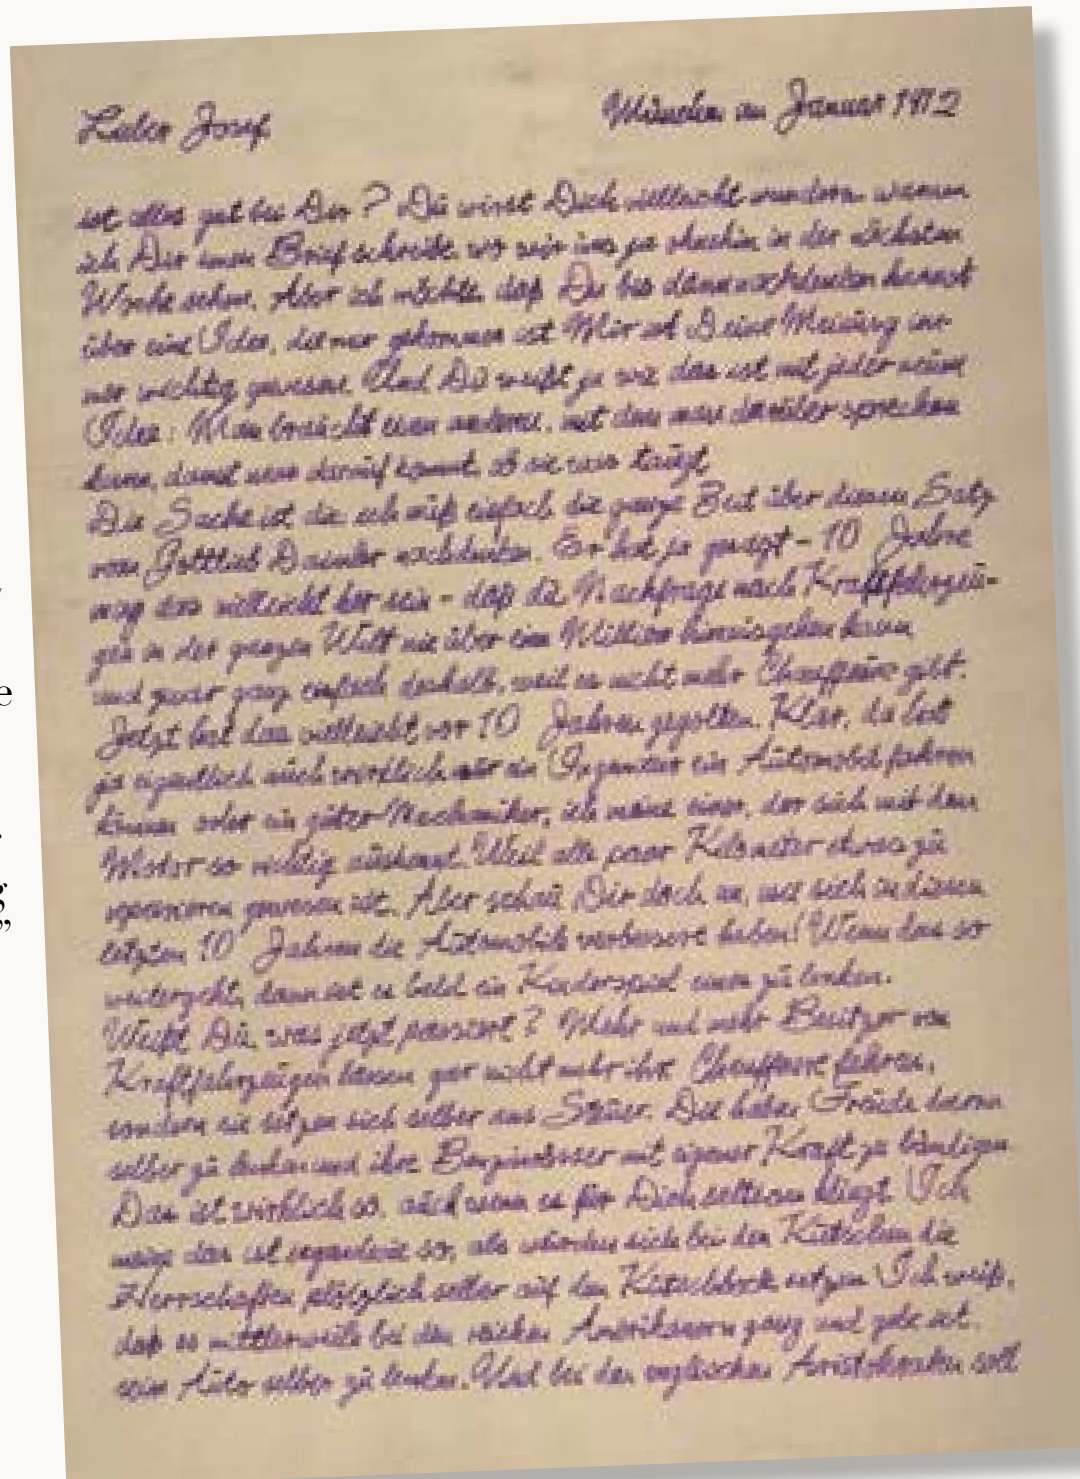 Lieber Josef,
München im Januar 1912
ist alles gut bei Dir? Du wirst Dich vielleicht wundern, warum
ich Dir einen Brief schreibe, wo wir uns ja ohnehin in der nächsten
Woche sehen. Aber ich möchte, daß Du bis dann nachdenken kannst
über eine Idee, die mir gekommen ist. Mir ist Deine Meinung im-
mer wichtig gewesen. Und Du weißt ja wie das ist mit jeder neuen
Idee: Man braucht einen anderen, mit dem man darüber sprechen
kann, damit man darauf kommt, ob sie was taugt.
Die Sache ist die, ich muß einfach die ganze Zeit über diesen Satz
von Gottlieb Daimler nachdenken. Er hat ja gesagt - 10 Jahre
mag das vielleicht her sein - daß die Nachfrage nach Kraftfahrzeu-
gen in der ganzen Welt nie über eine Million hinausgehen kann,
und zwar ganz einfach deshalb, weil es nicht mehr Chauffeure gibt.
Jetzt hat das vielleicht vor 10 Jahren gegolten. Klar, da hat
ja eigentlich auch wirklich nur ein Ingenieur ein Automobil fahren
können oder ein guter Mechaniker, ich meine einer, der sich mit dem
Motor so richtig auskennt. Weil alle paar Kilometer etwas zu
reparieren gewesen ist. Aber schau Dir doch an, wie sich in diesen
letzten 10 Jahren die Automobile verbessert haben! Wenn das so
weitergeht, dann ist es bald ein Kinderspiel einen zu lenken.
Weißt Du, was jetzt passiert? Mehr und mehr Besitzer von
Kraftfahrzeugen lassen gar nicht mehr ihre Chauffeure fahren,
sondern sie setzen sich selber ans Steuer. Die haben Freude daran
selber zu lenken und ihre Benzinrösser mit eigener Kraft zu bändigen.
Das ist wirklich so, auch wenn es für Dich seltsam klingt. Ich
meine das ist irgendwie so, als würden sich bei den Kutschen die
Herrschaften plötzlich selber auf den Kutschbock setzen. Ich weiß,
daß es mittlerweile bei den reichen Amerikanern gang und gäbe ist,
sein Auto selber zu lenken. Und bei den englischen Aristokraten soll